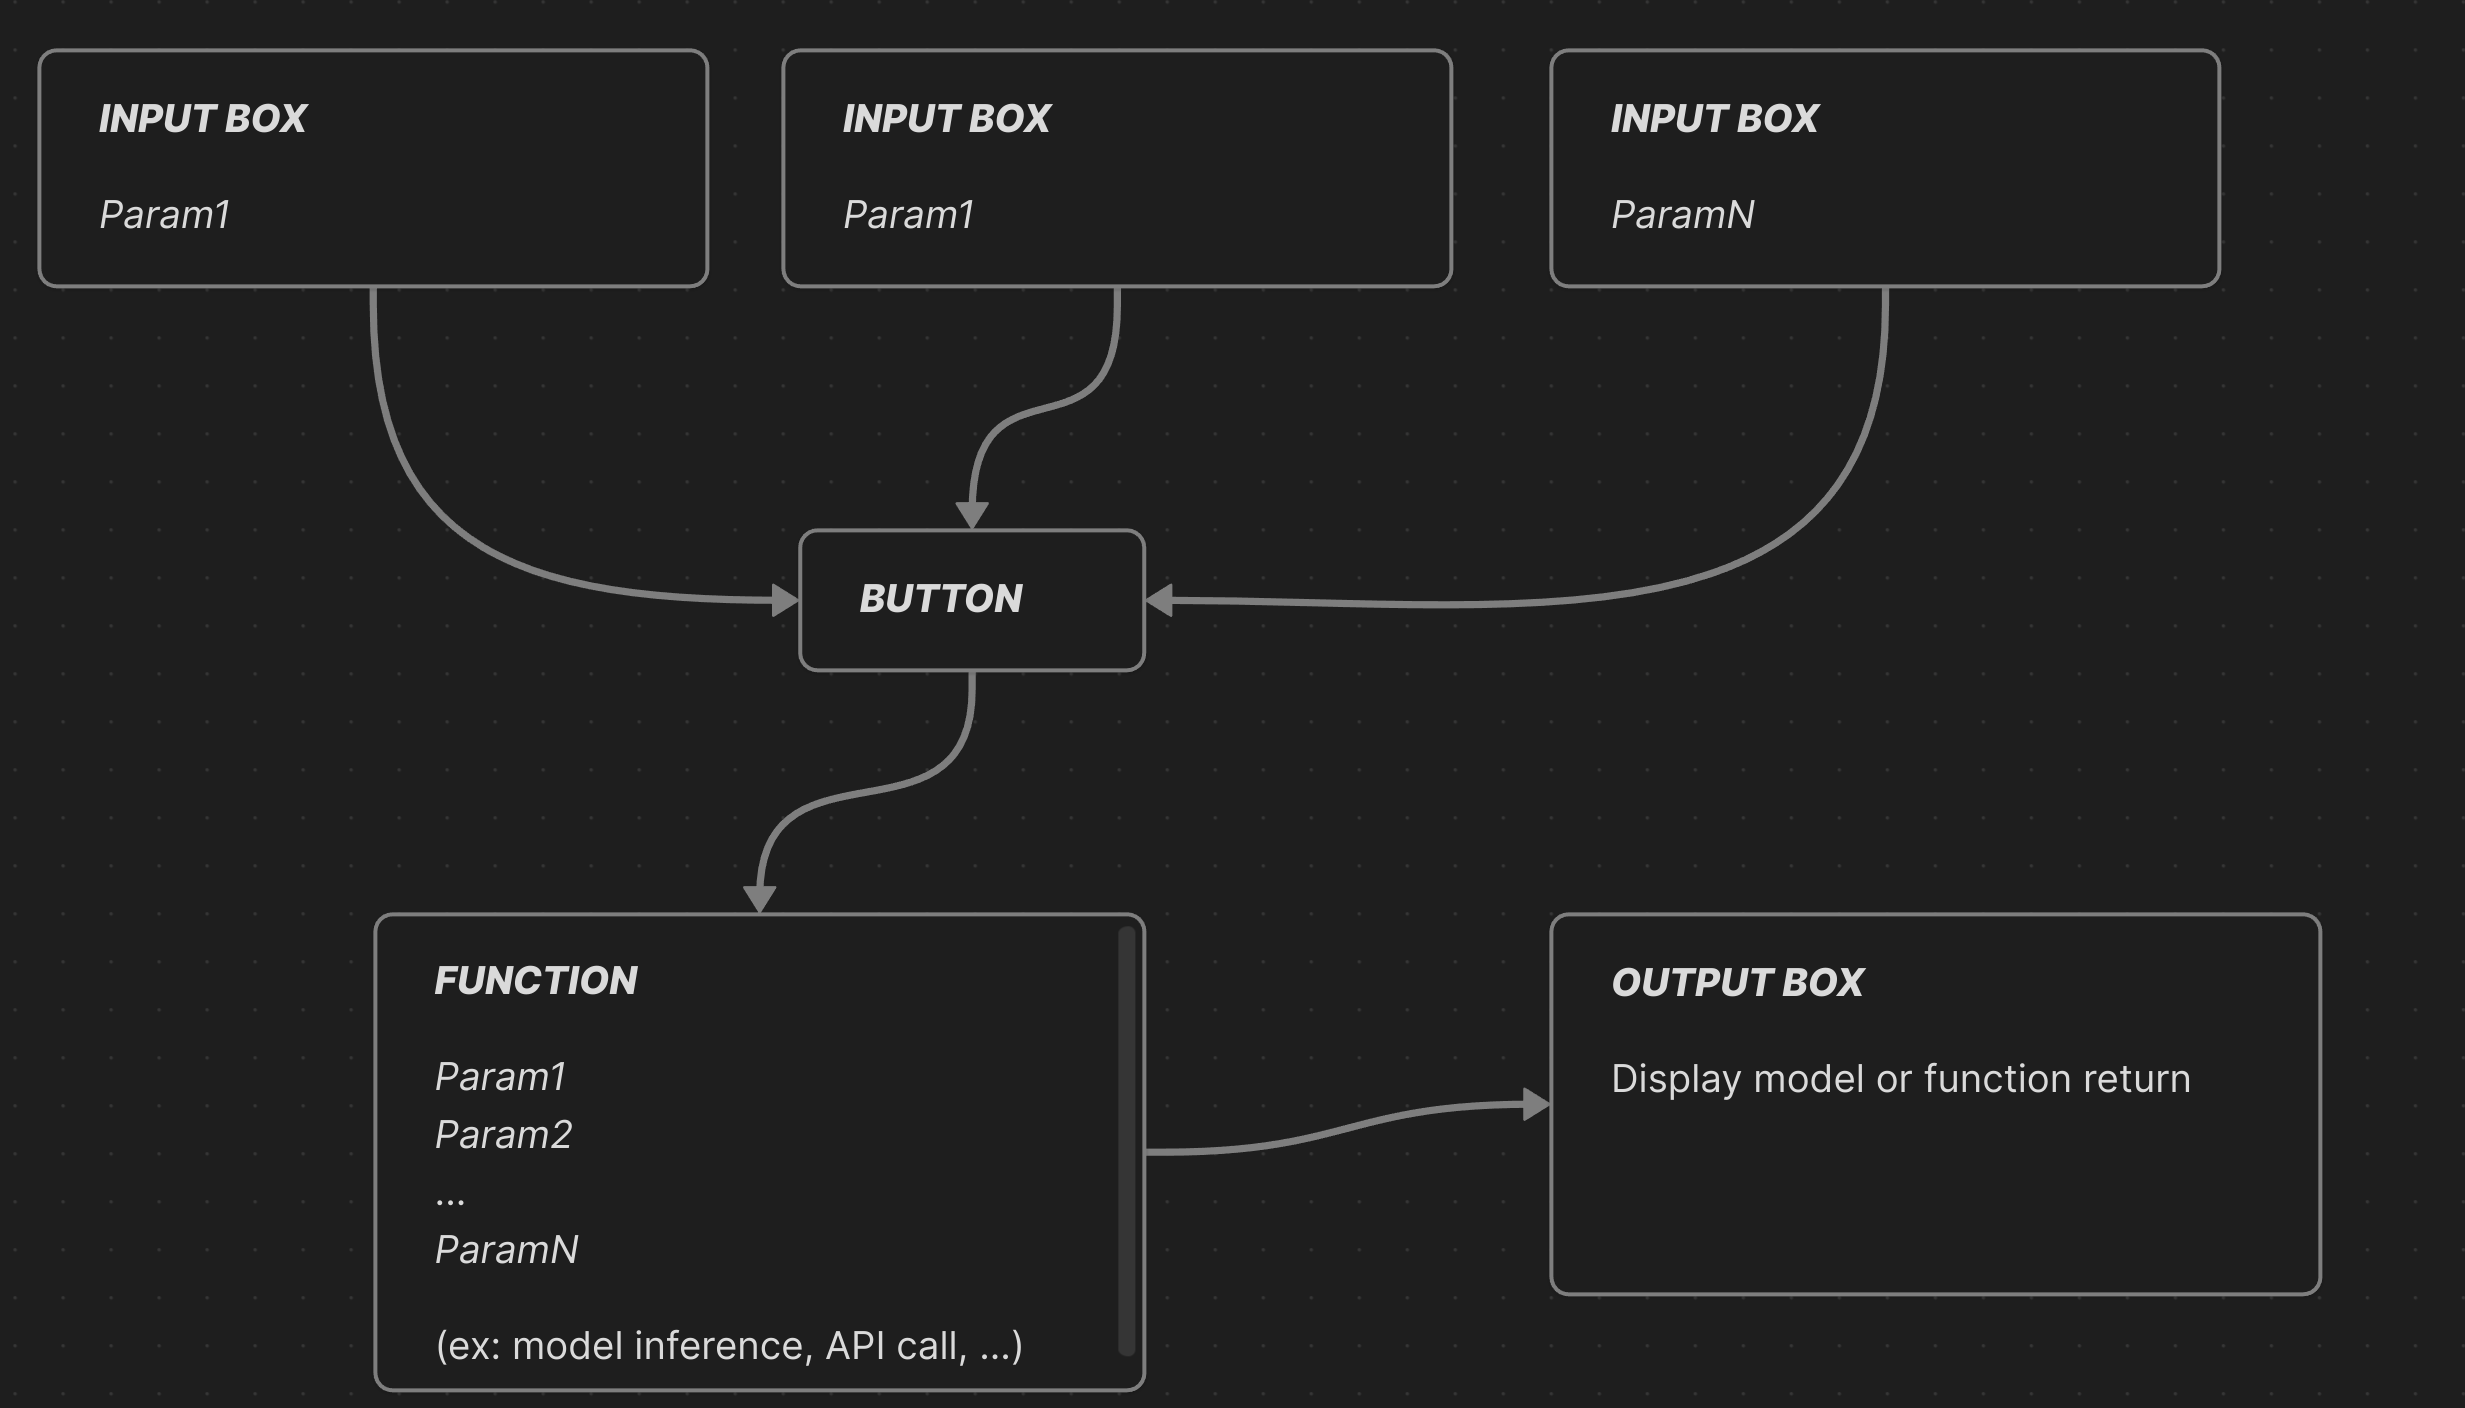 INPUT BOX
Param1
INPUT BOX
Param1
INPUT BOX
ParamN
BUTTON
FUNCTION
Param1
Param2
...
ParamN
(ex: model inference, API call, ...)
OUTPUT BOX
Display model or function return